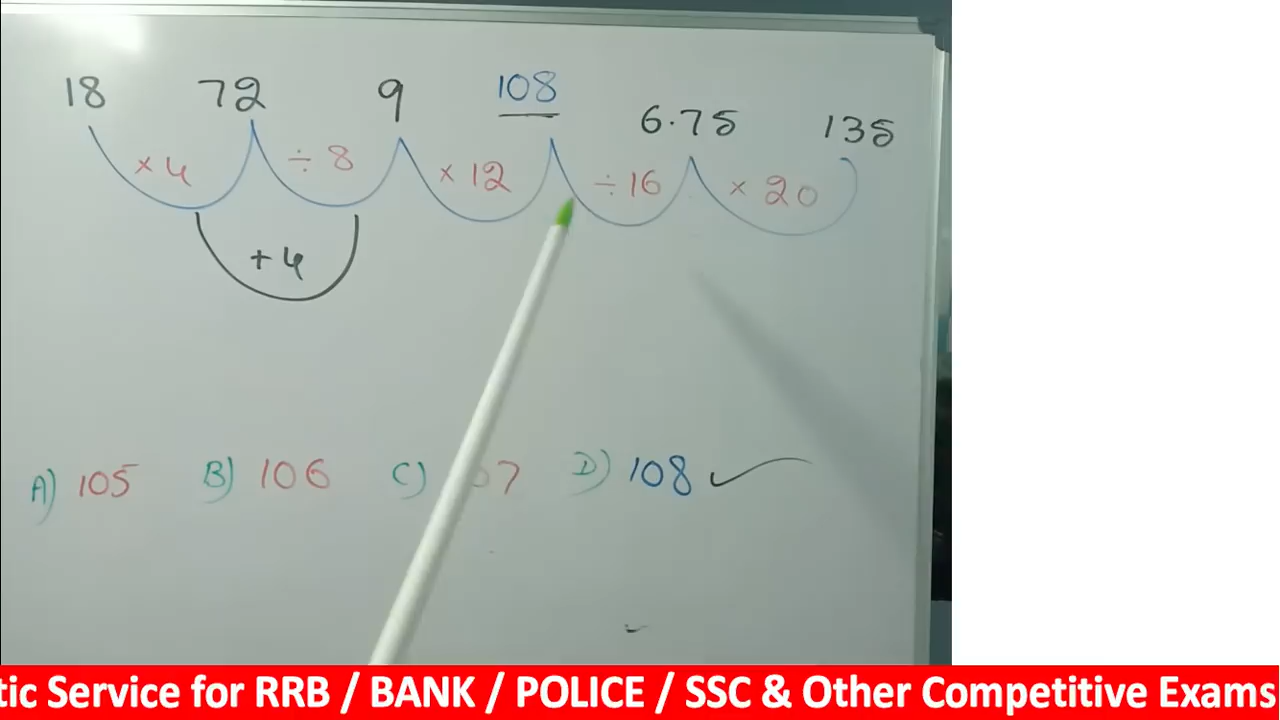 18 72 9 108 6.75 135
×4 ÷8 ×12 ÷16 ×20
+4
A) 105 B) 106 C) 7 D) 108
tic Service for RRB / BANK / POLICE / SSC & Other Competitive Exams